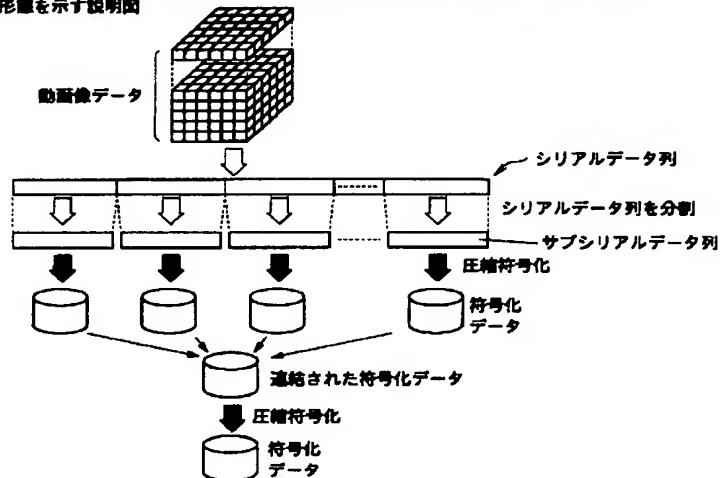 形態を示す説明図
動画像データ
シリアルデータ列
シリアルデータ列を分割
サブシリアルデータ列
圧縮符号化
符号化
データ
連結された符号化データ
圧縮符号化
符号化
データ